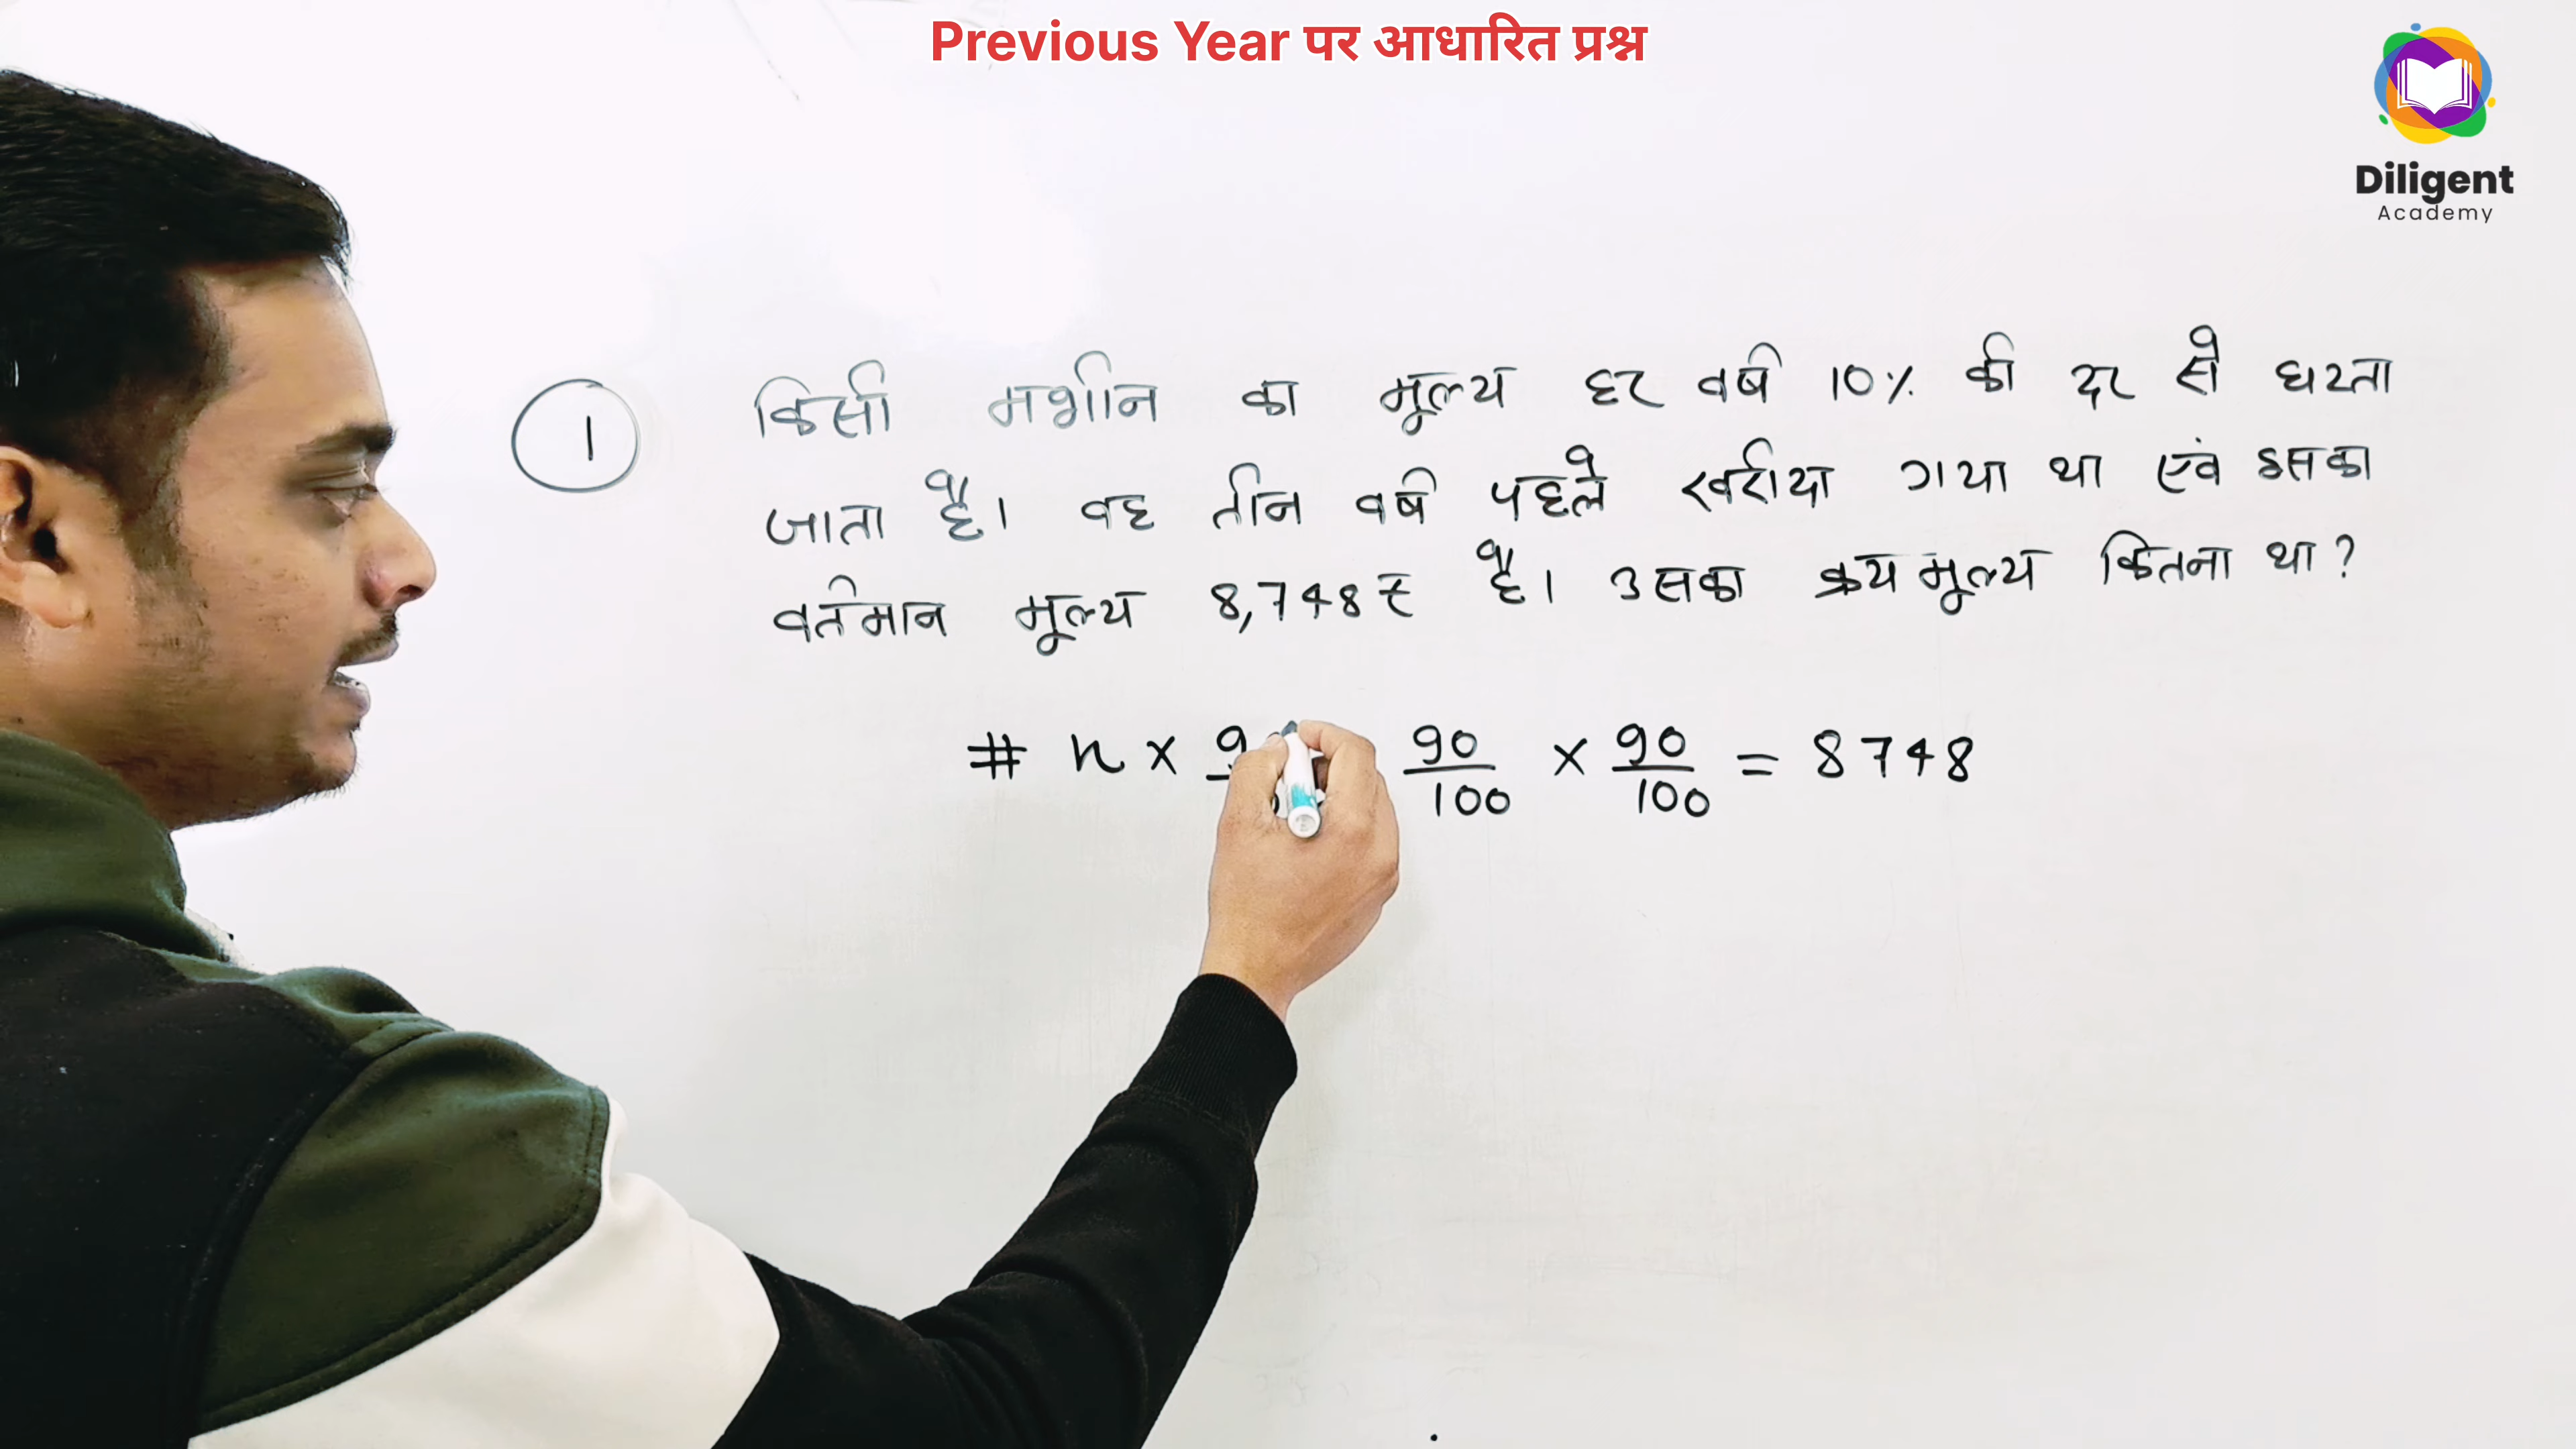 Previous Year पर आधारित प्रश्न
Diligent
Academy
1 किसी मशीन का मूल्य हर वर्ष 10% की दर से घटता
जाता है। वह तीन वर्ष पहले खरीदा गया था एवं इसका
वर्तमान मूल्य 8,748₹ है। उसका क्रय मूल्य कितना था?
# x × 90/100 × 90/100 = 8748